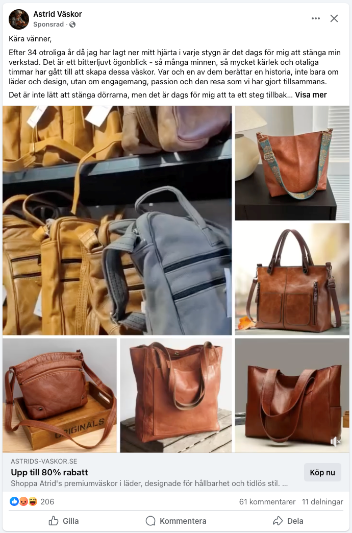 Astrid Väskor
Sponsrad ·
Kära vänner,
Efter 34 otroliga år då jag har lagt ner mitt hjärta i varje stygn är det dags för mig att stänga min
verkstad. Det är ett bitterljuvt ögonblick - så många minnen, så mycket kärlek och otaliga
timmar har gått till att skapa dessa väskor. Var och en av dem berättar en historia, inte bara om
läder och design, utan om engagemang, passion och den resa som vi har gjort tillsammans.
Det är inte lätt att stänga dörrarna, men det är dags för mig att ta ett steg tillbak... Visa mer
ASTRIDS-VASKOR.SE
Upp till 80% rabatt
Shoppa Atrid's premiumväskor i läder, designade för hållbarhet och tidlös stil. ...
Köp nu
206
61 kommentarer 11 delningar
Gilla
Kommentera
Dela